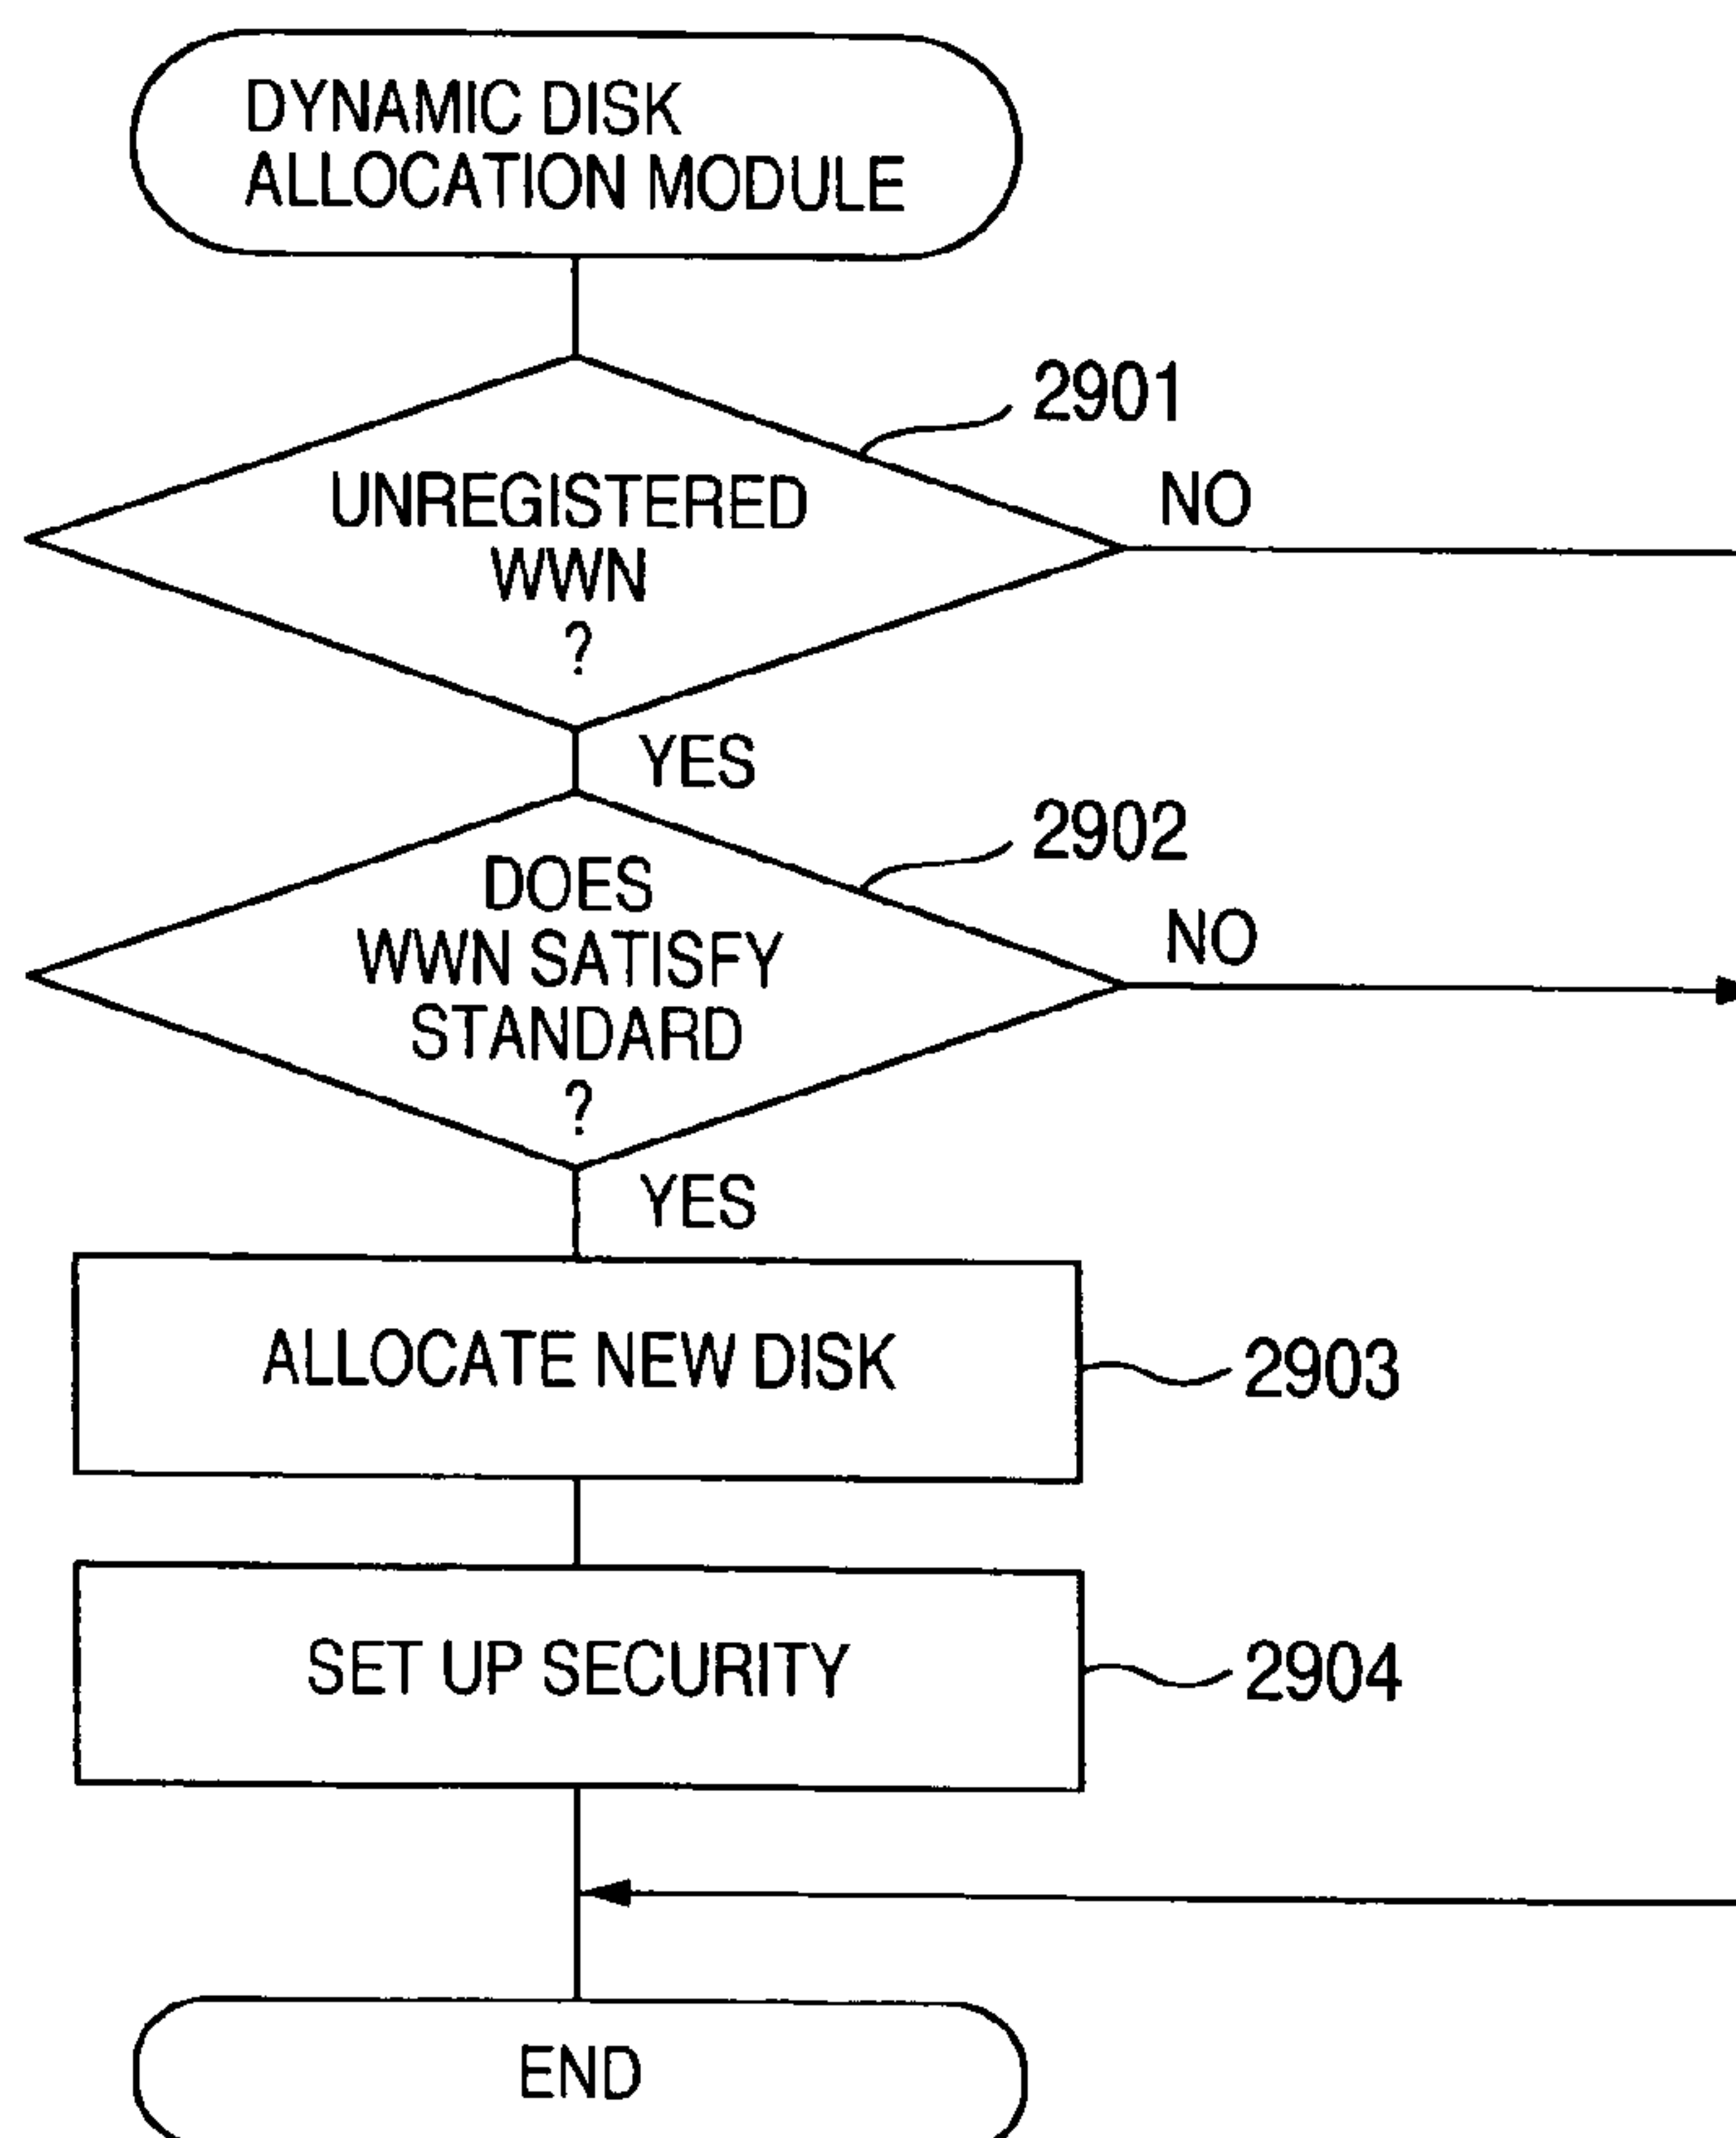 DYNAMIC DISK
ALLOCATION MODULE
2901
UNREGISTERED
WWN
?
NO
YES
2902
DOES
WWN SATISFY
STANDARD
?
NO
YES
ALLOCATE NEW DISK
2903
SET UP SECURITY
2904
END